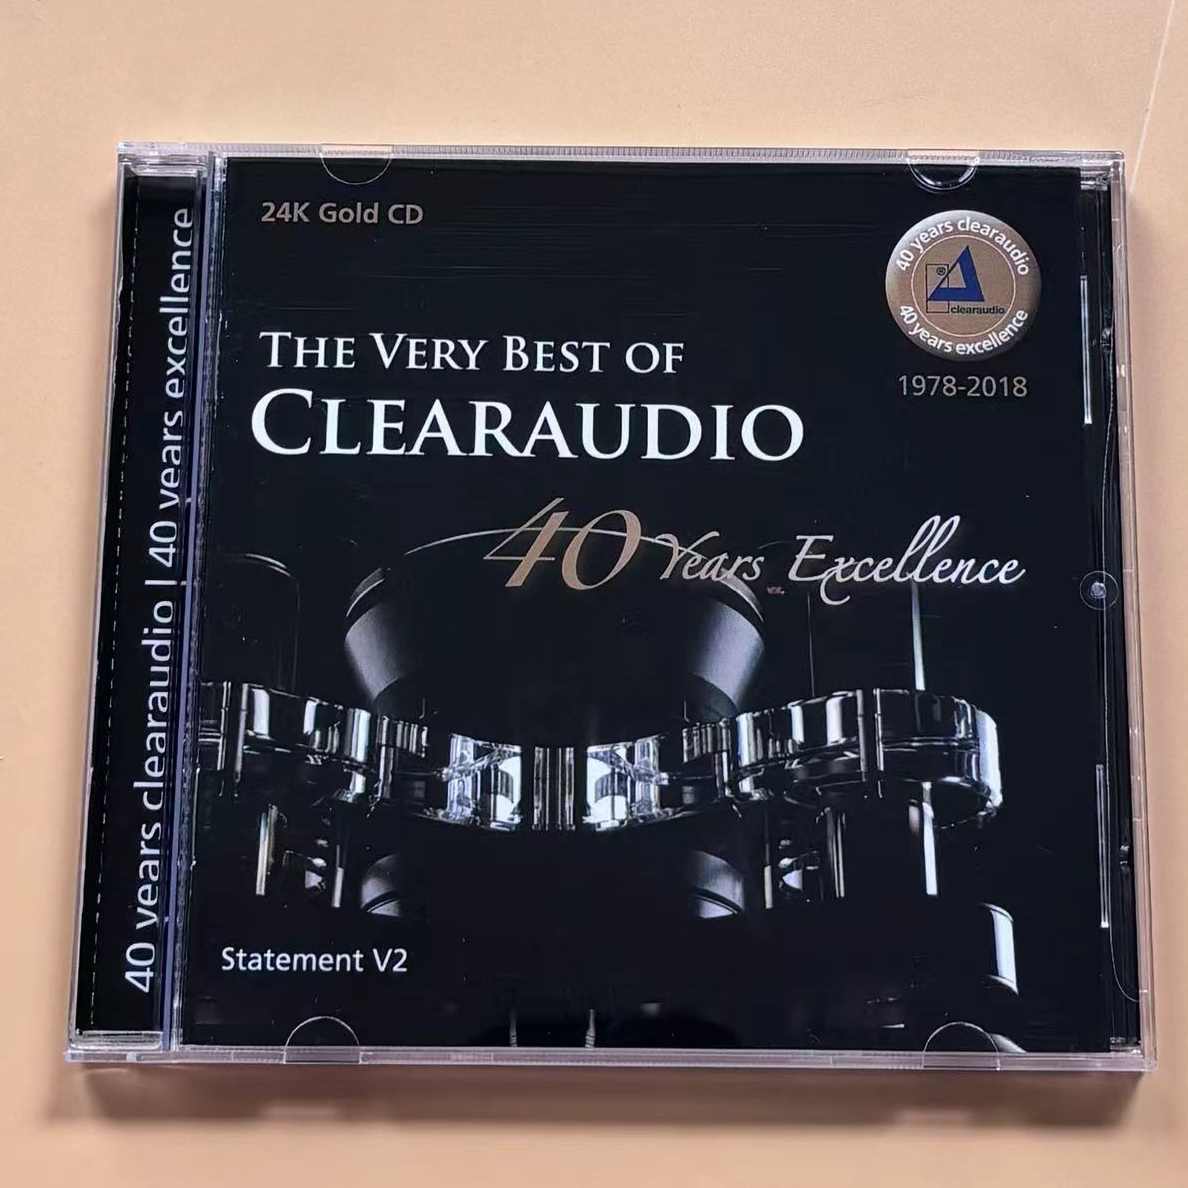 24K Gold CD
40 years clearaudio
®
clearaudio
40 years excellence
1978-2018
THE VERY BEST OF
CLEARAUDIO
40 Years Excellence
Statement V2
40 years clearaudio | 40 years excellence